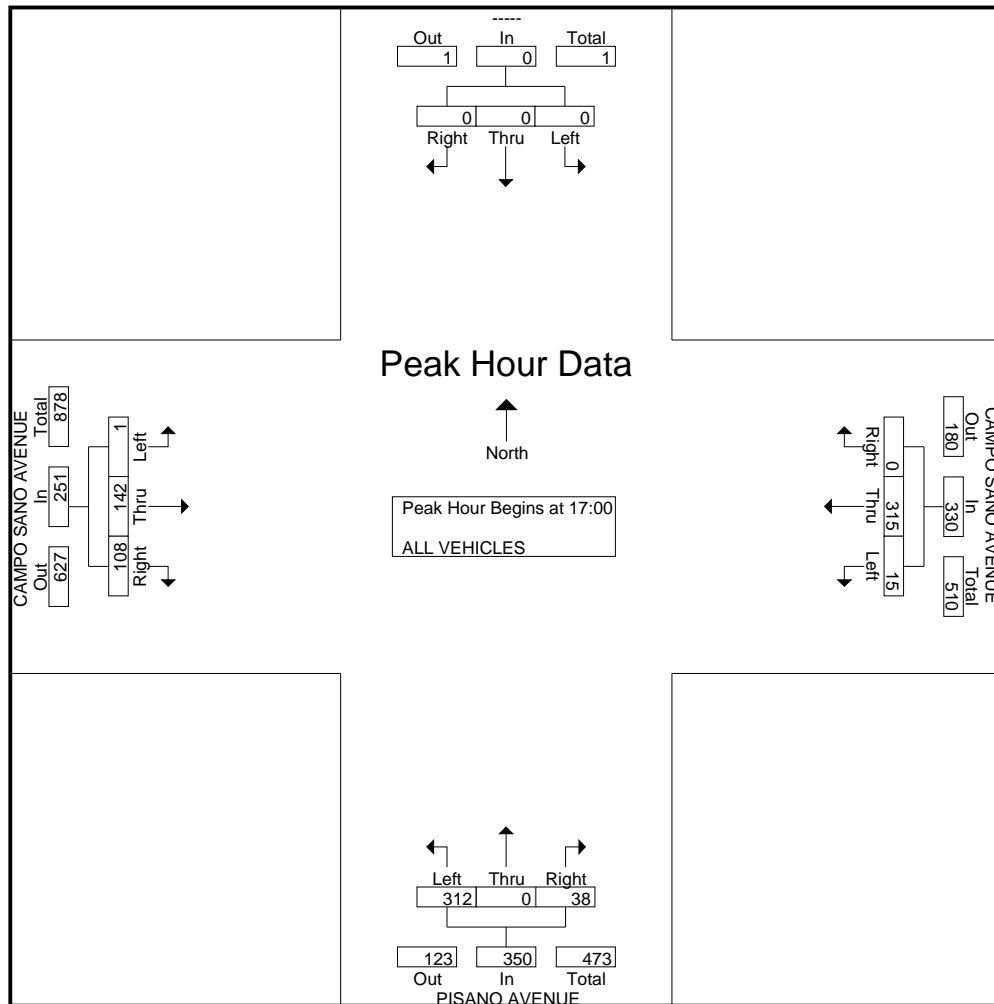 -----
Out In Total
1 0 1
0 0 0
Right Thru Left
Peak Hour Data
North
Peak Hour Begins at 17:00
ALL VEHICLES
CAMPO SANO AVENUE
Out In Total
627 251 878
108 142 1
Right Thru Left
CAMPO SANO AVENUE
Out In Total
180 330 510
0 315 15
Right Thru Left
Left Thru Right
312 0 38
123 350 473
Out In Total
PISANO AVENUE